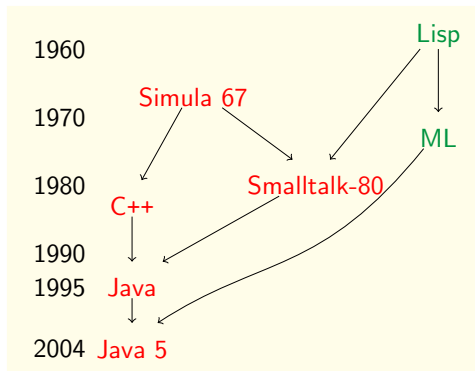 Lisp
1960
Simula 67
1970
ML
1980
Smalltalk-80
C++
1990
1995 Java
2004 Java 5